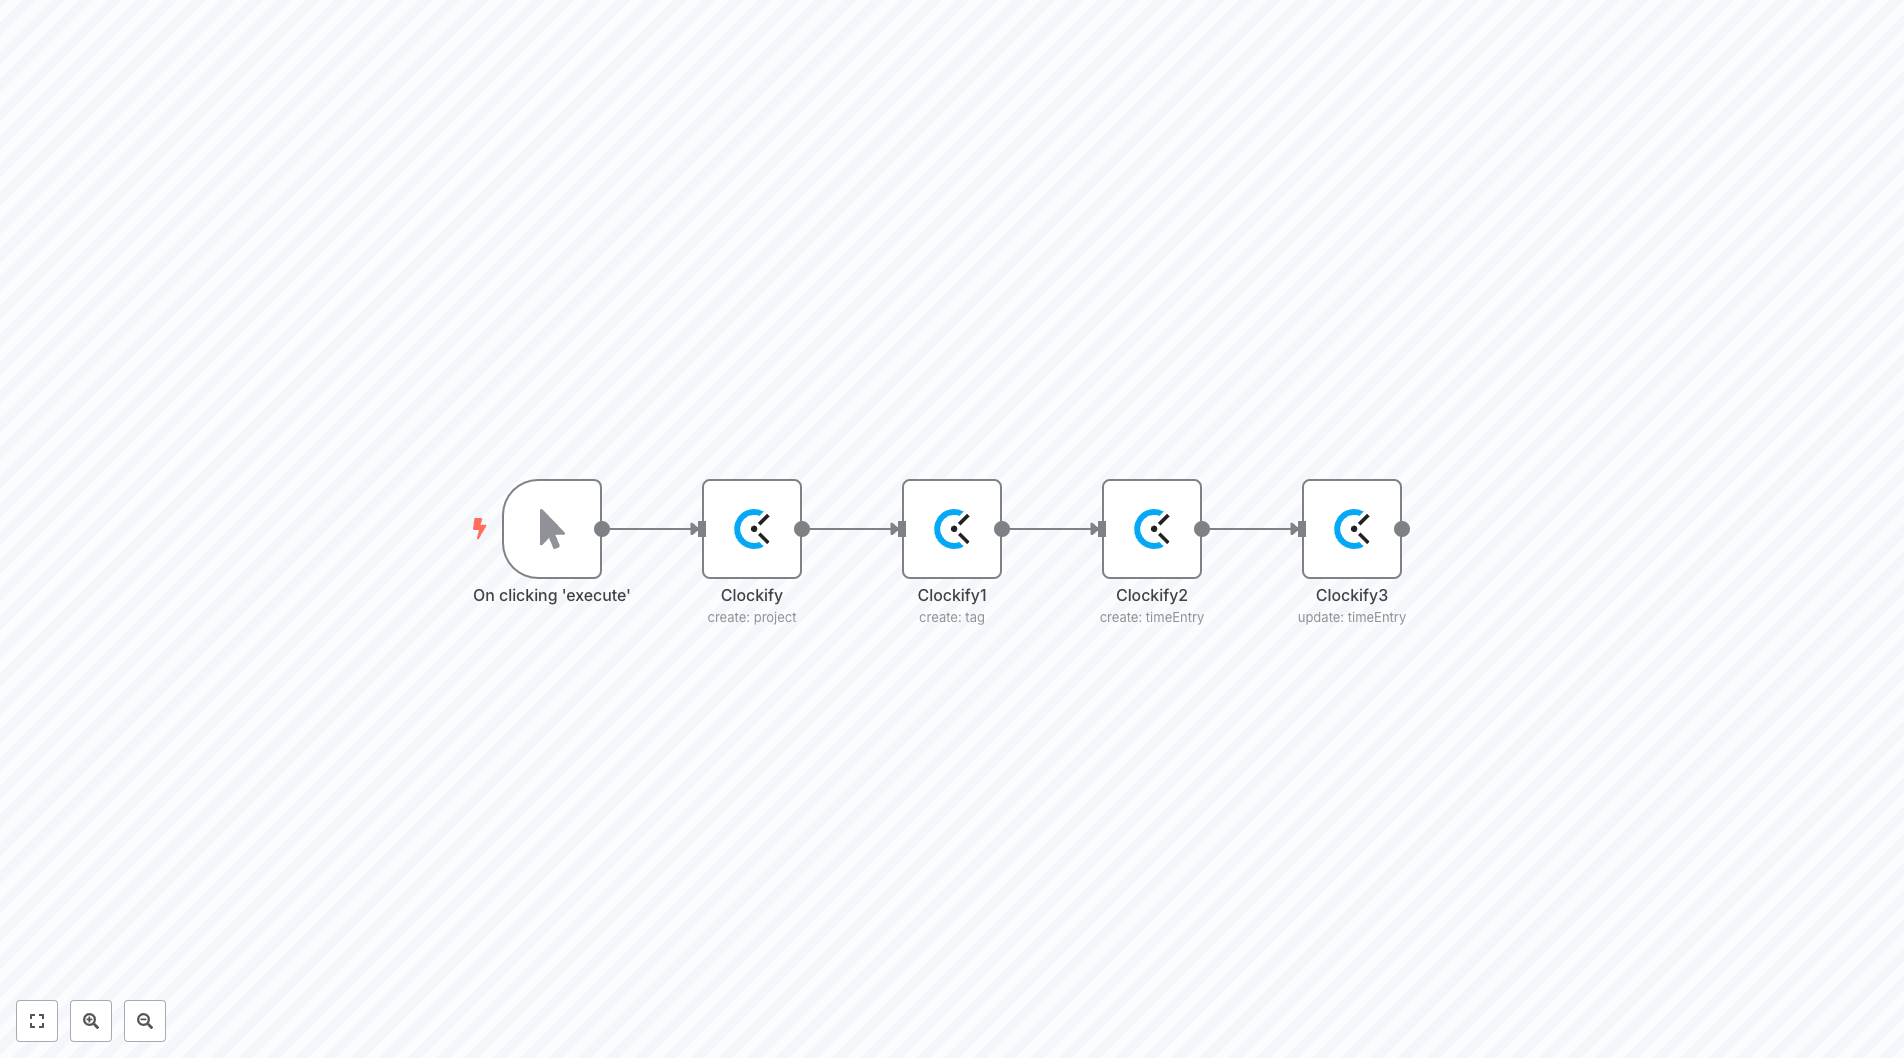 On clicking 'execute'
Clockify
create: project
Clockify1
create: tag
Clockify2
create: timeEntry
Clockify3
update: timeEntry